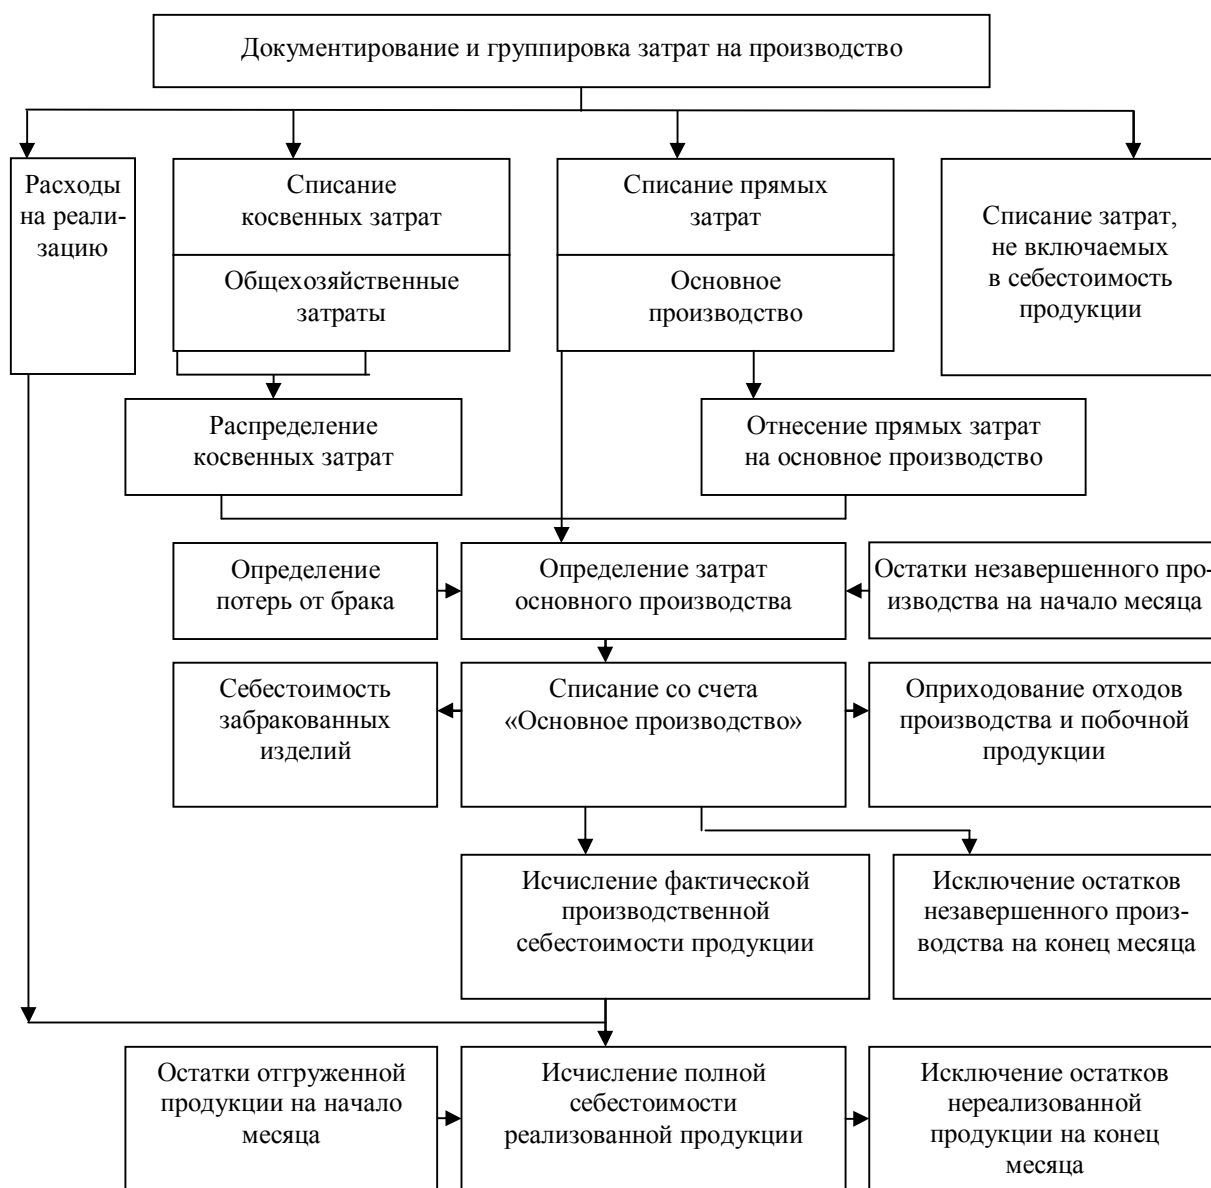 Документирование и группировка затрат на производство
Расходы
на реали-
зацию
Списание
косвенных затрат
Общехозяйственные
затраты
Списание прямых
затрат
Основное
производство
Списание затрат,
не включаемых
в себестоимость
продукции
Распределение
косвенных затрат
Отнесение прямых затрат
на основное производство
Определение
потерь от брака
Определение затрат
основного производства
Остатки незавершенного про-
изводства на начало месяца
Себестоимость
забракованных
изделий
Списание со счета
«Основное производство»
Оприходование отходов
производства и побочной
продукции
Исчисление фактической
производственной
себестоимости продукции
Исключение остатков
незавершенного произ-
водства на конец месяца
Остатки отгруженной
продукции на начало
месяца
Исчисление полной
себестоимости
реализованной продукции
Исключение остатков
нереализованной
продукции на конец
месяца